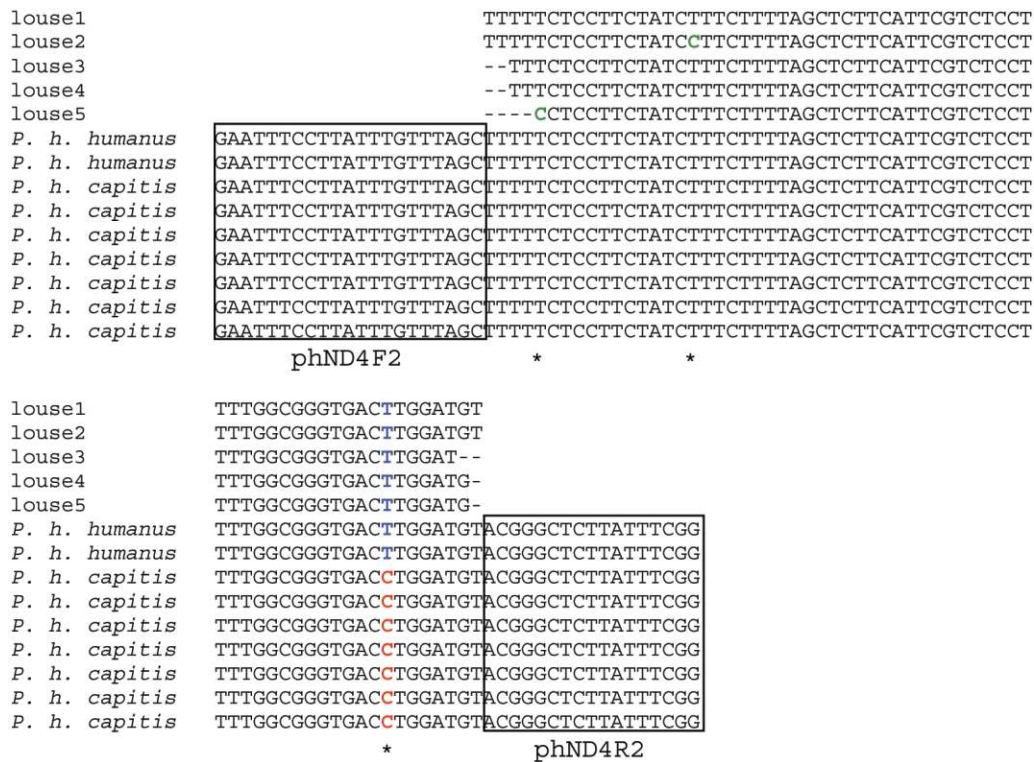 louse1 TTTTTCTCCTTCTATCTTTCTTTTAGCTCTTCATTCGTCTCCT
louse2 TTTTTCTCCTTCTATCCTTCTTTTAGCTCTTCATTCGTCTCCT
louse3 --TTTCTCCTTCTATCTTTCTTTTAGCTCTTCATTCGTCTCCT
louse4 --TTTCTCCTTCTATCTTTCTTTTAGCTCTTCATTCGTCTCCT
louse5 ----CCTCCTTCTATCTTTCTTTTAGCTCTTCATTCGTCTCCT
P. h. humanus GAATTTCCTTATTTGTTTAGCTTTTTCTCCTTCTATCTTTCTTTTAGCTCTTCATTCGTCTCCT
P. h. humanus GAATTTCCTTATTTGTTTAGCTTTTTCTCCTTCTATCTTTCTTTTAGCTCTTCATTCGTCTCCT
P. h. capitis GAATTTCCTTATTTGTTTAGCTTTTTCTCCTTCTATCTTTCTTTTAGCTCTTCATTCGTCTCCT
P. h. capitis GAATTTCCTTATTTGTTTAGCTTTTTCTCCTTCTATCTTTCTTTTAGCTCTTCATTCGTCTCCT
P. h. capitis GAATTTCCTTATTTGTTTAGCTTTTTCTCCTTCTATCTTTCTTTTAGCTCTTCATTCGTCTCCT
P. h. capitis GAATTTCCTTATTTGTTTAGCTTTTTCTCCTTCTATCTTTCTTTTAGCTCTTCATTCGTCTCCT
P. h. capitis GAATTTCCTTATTTGTTTAGCTTTTTCTCCTTCTATCTTTCTTTTAGCTCTTCATTCGTCTCCT
P. h. capitis GAATTTCCTTATTTGTTTAGCTTTTTCTCCTTCTATCTTTCTTTTAGCTCTTCATTCGTCTCCT
P. h. capitis GAATTTCCTTATTTGTTTAGCTTTTTCTCCTTCTATCTTTCTTTTAGCTCTTCATTCGTCTCCT
phND4F2 * *
louse1 TTTGGCGGGTGACTTGGATGT
louse2 TTTGGCGGGTGACTTGGATGT
louse3 TTTGGCGGGTGACTTGGAT--
louse4 TTTGGCGGGTGACTTGGATG-
louse5 TTTGGCGGGTGACTTGGATG-
P. h. humanus TTTGGCGGGTGACTTGGATGTACGGGCTCTTATTTCGG
P. h. humanus TTTGGCGGGTGACTTGGATGTACGGGCTCTTATTTCGG
P. h. capitis TTTGGCGGGTGACCTGGATGTACGGGCTCTTATTTCGG
P. h. capitis TTTGGCGGGTGACCTGGATGTACGGGCTCTTATTTCGG
P. h. capitis TTTGGCGGGTGACCTGGATGTACGGGCTCTTATTTCGG
P. h. capitis TTTGGCGGGTGACCTGGATGTACGGGCTCTTATTTCGG
P. h. capitis TTTGGCGGGTGACCTGGATGTACGGGCTCTTATTTCGG
P. h. capitis TTTGGCGGGTGACCTGGATGTACGGGCTCTTATTTCGG
P. h. capitis TTTGGCGGGTGACCTGGATGTACGGGCTCTTATTTCGG
* phND4R2